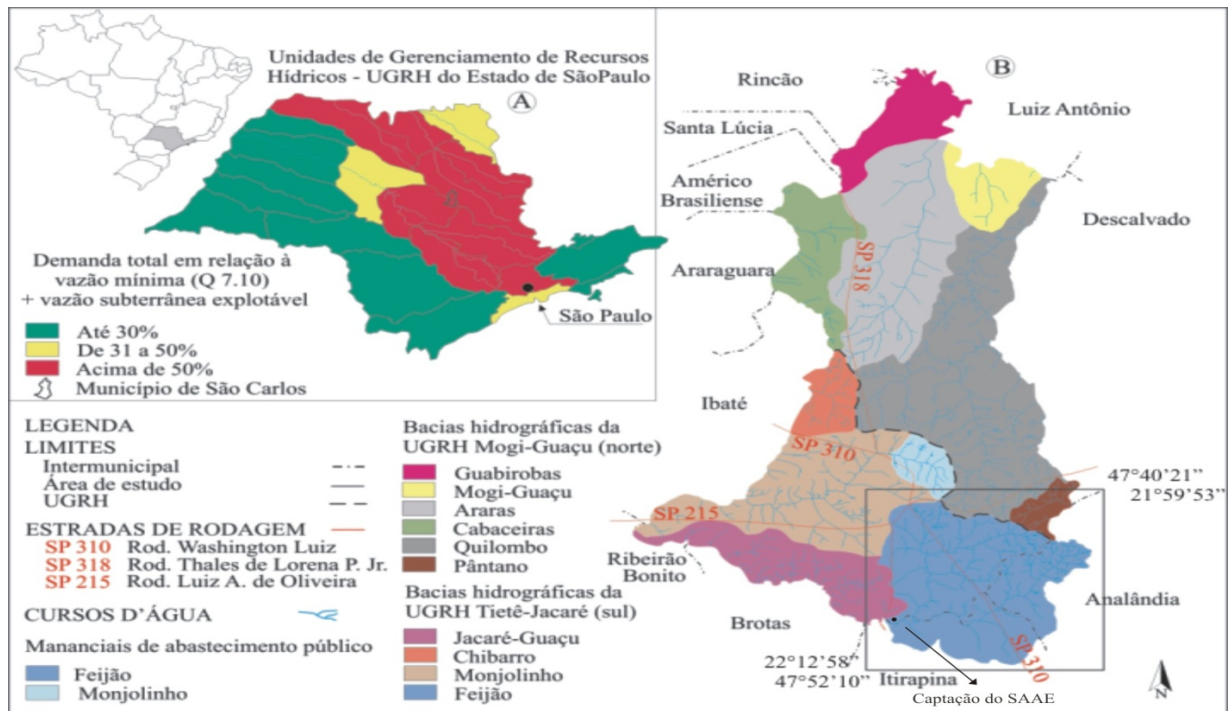 Unidades de Gerenciamento de Recursos
Hídricos - UGRH do Estado de SãoPaulo
A
Demanda total em relação à
vazão mínima (Q 7.10)
+ vazão subterrânea explotável
Até 30%
De 31 a 50%
Acima de 50%
Município de São Carlos
São Paulo
B
Rincão
Luiz Antônio
Santa Lúcia
Américo
Brasiliense
Descalvado
Araraguara
SP 318
Ibaté
SP 310
47°40'21”
21°59'53”
SP 215
Ribeirão
Bonito
Analândia
Brotas
22°12'58”
47°52'10”
Itirapina
SP 310
Captação do SAAE
N
LEGENDA
LIMITES
Intermunicipal
Área de estudo
UGRH
ESTRADAS DE RODAGEM
SP 310 Rod. Washington Luiz
SP 318 Rod. Thales de Lorena P. Jr.
SP 215 Rod. Luiz A. de Oliveira
CURSOS D'ÁGUA
Mananciais de abastecimento público
Feijão
Monjolinho
Bacias hidrográficas da
UGRH Mogi-Guaçu (norte)
Guabirobas
Mogi-Guaçu
Araras
Cabaceiras
Quilombo
Pântano
Bacias hidrográficas da
UGRH Tietê-Jacaré (sul)
Jacaré-Guaçu
Chibarro
Monjolinho
Feijão